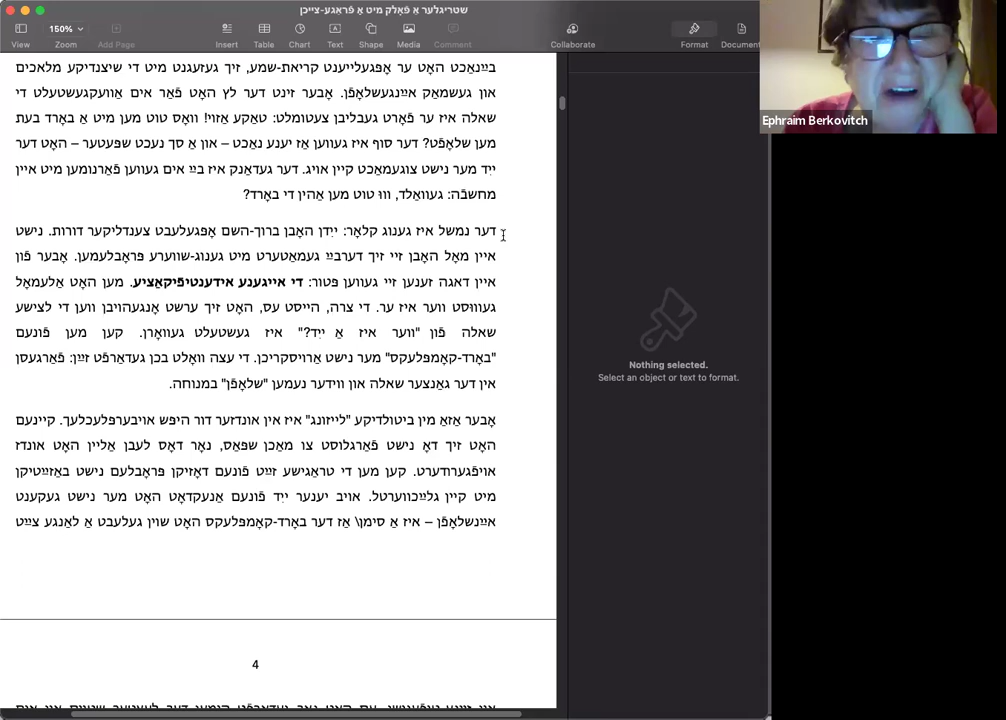 שטריגלער אַ פֿאָלק מיט אַ פֿראַגע-צייכן
150%
View
Zoom
Add Page
Insert
Table
Chart
Text
Shape
Media
Comment
Collaborate
Format
Document
בײַנאַכט האָט ער אָפּגעלייענט קריאת-שמע, זיך געזעגנט מיט די שיצנדיקע מלאכים
און געשמאַק אײַנגעשלאָפֿן. אָבער זינט דער לץ האָט פֿאַר אים אַוועקגעשטעלט די
שאלה איז ער פֿאָרט געבליבן צעטומלט: טאַקע אַזוי! וואָס טוט מען מיט אַ באָרד בעת
מען שלאָפֿט? דער סוף איז געווען אַז יענע נאַכט – און אַ סך נעכט שפּעטער – האָט דער
ייִד מער נישט צוגעמאַכט קיין אויג. דער געדאַנק איז בײַ אים געווען פֿאַרנומען מיט איין
מחשבֿה: געוואַלד, וווּ טוט מען אַהין די באָרד?
דער נמשל איז גענוג קלאָר: ייִדן האָבן ברוך-השם אָפּגעלעבט צענדליקער דורות. נישט
איין מאָל האָבן זיי זיך דערבײַ געמאַטערט מיט גענוג-שווערע פּראָבלעמען. אָבער פֿון
איין דאגה זענען זיי געווען פּטור: די אייגענע אידענטיפֿיקאַציע. מען האָט אַלעמאָל
געוווּסט ווער איז ער. די צרה, הייסט עס, האָט זיך ערשט אָנגעהויבן ווען די לצישע
שאלה פֿון "ווער איז אַ ייִד?" איז געשטעלט געוואָרן. קען מען פֿונעם
"באָרד-קאָמפּלעקס" מער נישט אַרויסקריכן. די עצה וואָלט בכן געדאַרפֿט זײַן: פֿאַרגעסן
אין דער גאַנצער שאלה און ווידער נעמען "שלאָפֿן" במנוחה.
אָבער אַזאַ מין ביטולדיקע "לייזונג" איז אין אונדזער דור היפּש אויבערפֿלעכלעך. קיינעם
האָט זיך דאָ נישט פֿאַרגלוסט צו מאַכן שפּאַס, נאָר דאָס לעבן אַליין האָט אונדז
אויפֿגערודערט. קען מען די טראַגישע זײַט פֿונעם דאָזיקן פּראָבלעם נישט באַזײַטיקן
מיט קיין גלײַכווערטל. אויב יענער ייִד פֿונעם אַנעקדאָט האָט מער נישט געקענט
אײַנשלאָפֿן – איז אַ סימן\ אַז דער באָרד-קאָמפּלעקס האָט שוין געלעבט אַ לאַנגע צײַט
4
Nothing selected.
Select an object or text to format.
Ephraim Berkovitch